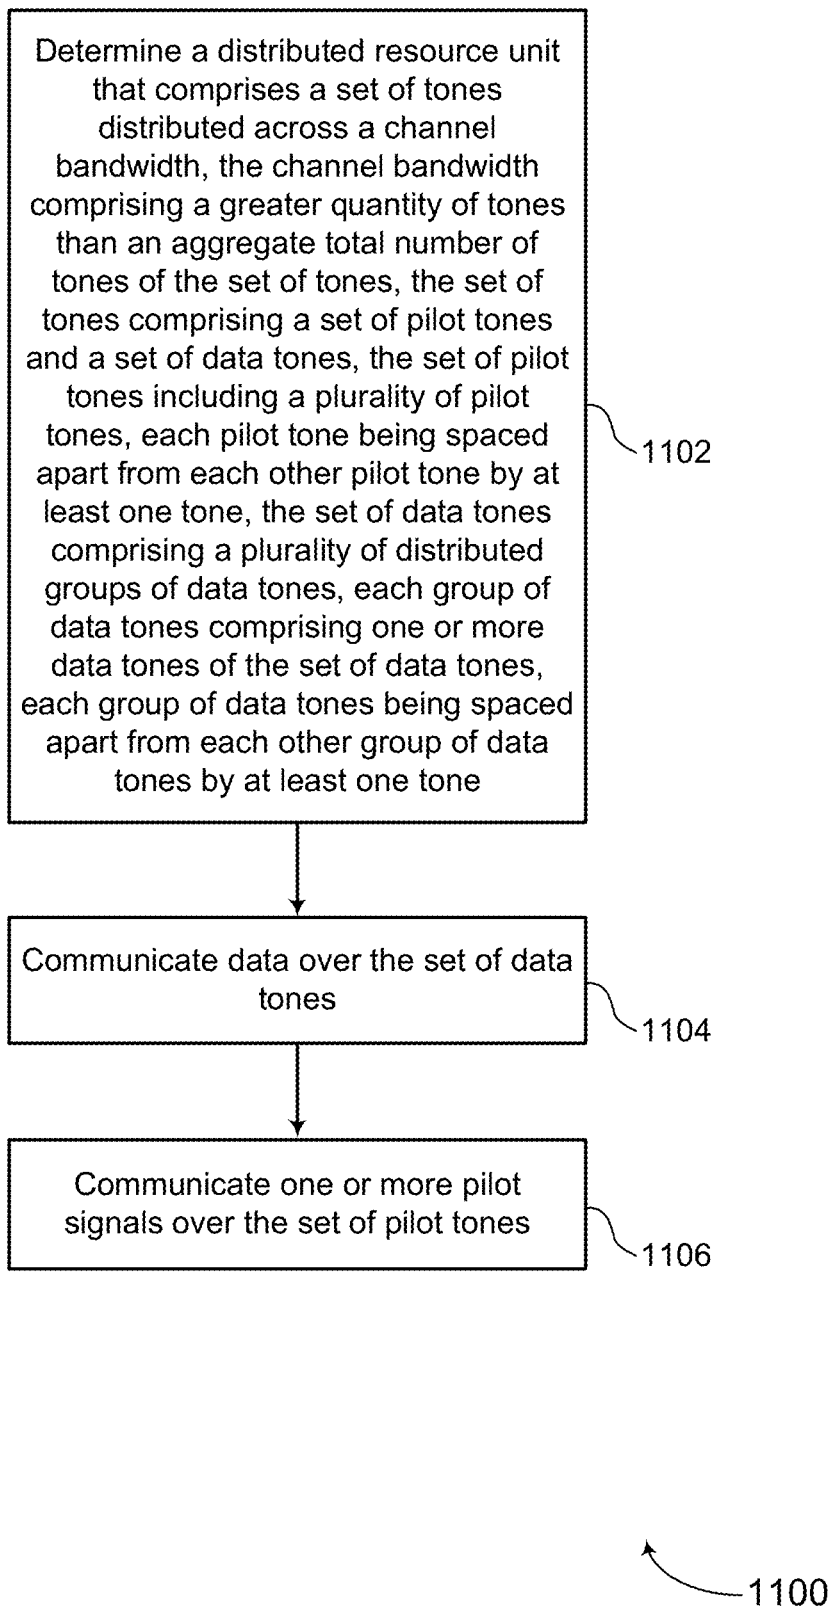 Determine a distributed resource unit
that comprises a set of tones
distributed across a channel
bandwidth, the channel bandwidth
comprising a greater quantity of tones
than an aggregate total number of
tones of the set of tones, the set of
tones comprising a set of pilot tones
and a set of data tones, the set of pilot
tones including a plurality of pilot
tones, each pilot tone being spaced
apart from each other pilot tone by at
least one tone, the set of data tones
comprising a plurality of distributed
groups of data tones, each group of
data tones comprising one or more
data tones of the set of data tones,
each group of data tones being spaced
apart from each other group of data
tones by at least one tone
1102
Communicate data over the set of data
tones
1104
Communicate one or more pilot
signals over the set of pilot tones
1106
1100